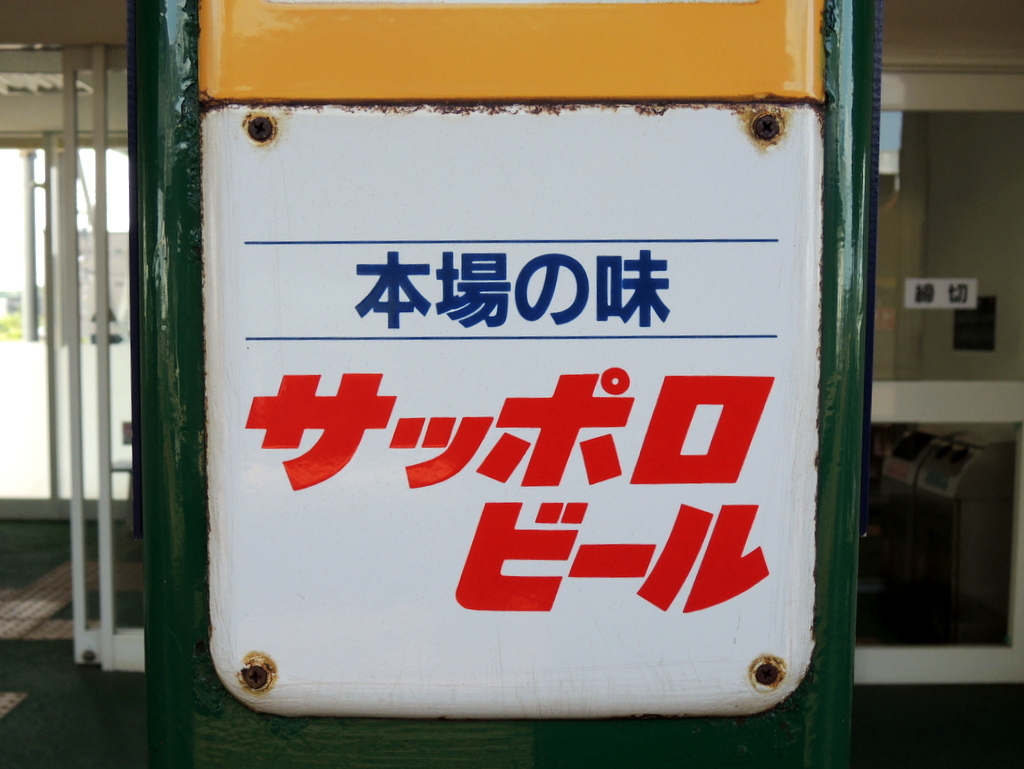 本場の味
サッポロ
ビール
締切